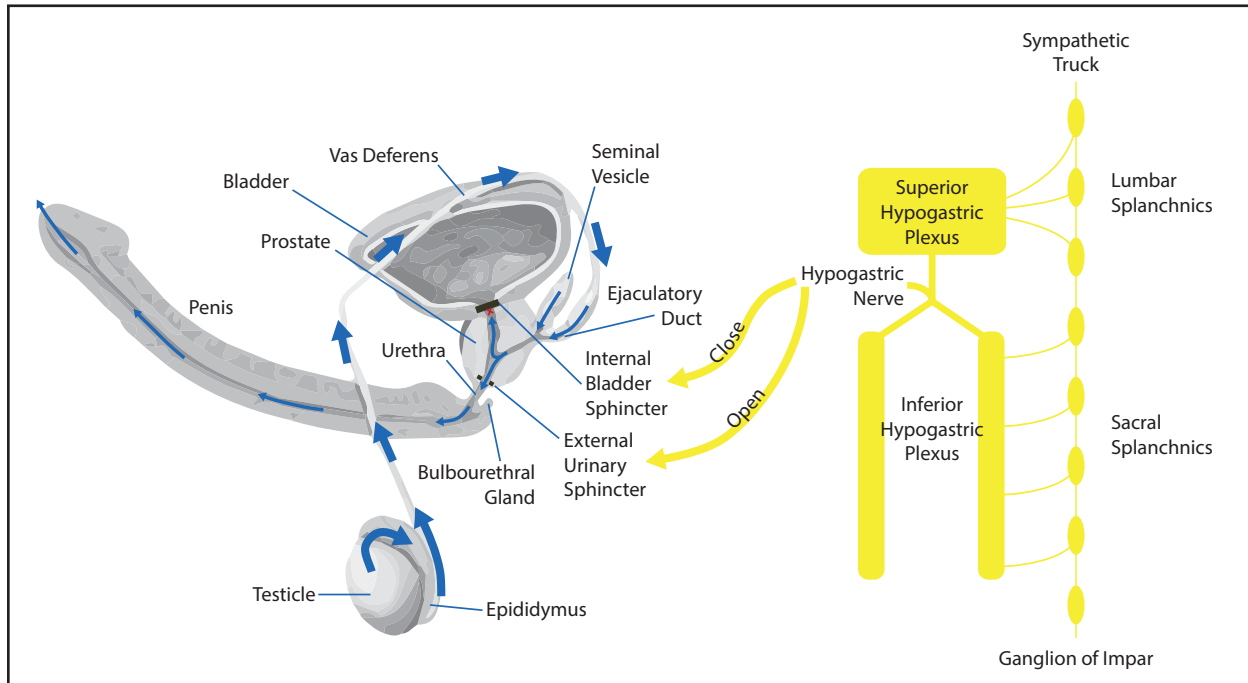 Sympathetic
Truck
Vas Deferens
Seminal
Vesicle
Bladder
Superior
Hypogastric
Plexus
Lumbar
Splanchnics
Prostate
Hypogastric
Nerve
Penis
Ejaculatory
Duct
Urethra
Close
Internal
Bladder
Sphincter
Open
Inferior
Hypogastric
Plexus
Sacral
Splanchnics
External
Urinary
Sphincter
Bulbourethral
Gland
Testicle
Epididymus
Ganglion of Impar